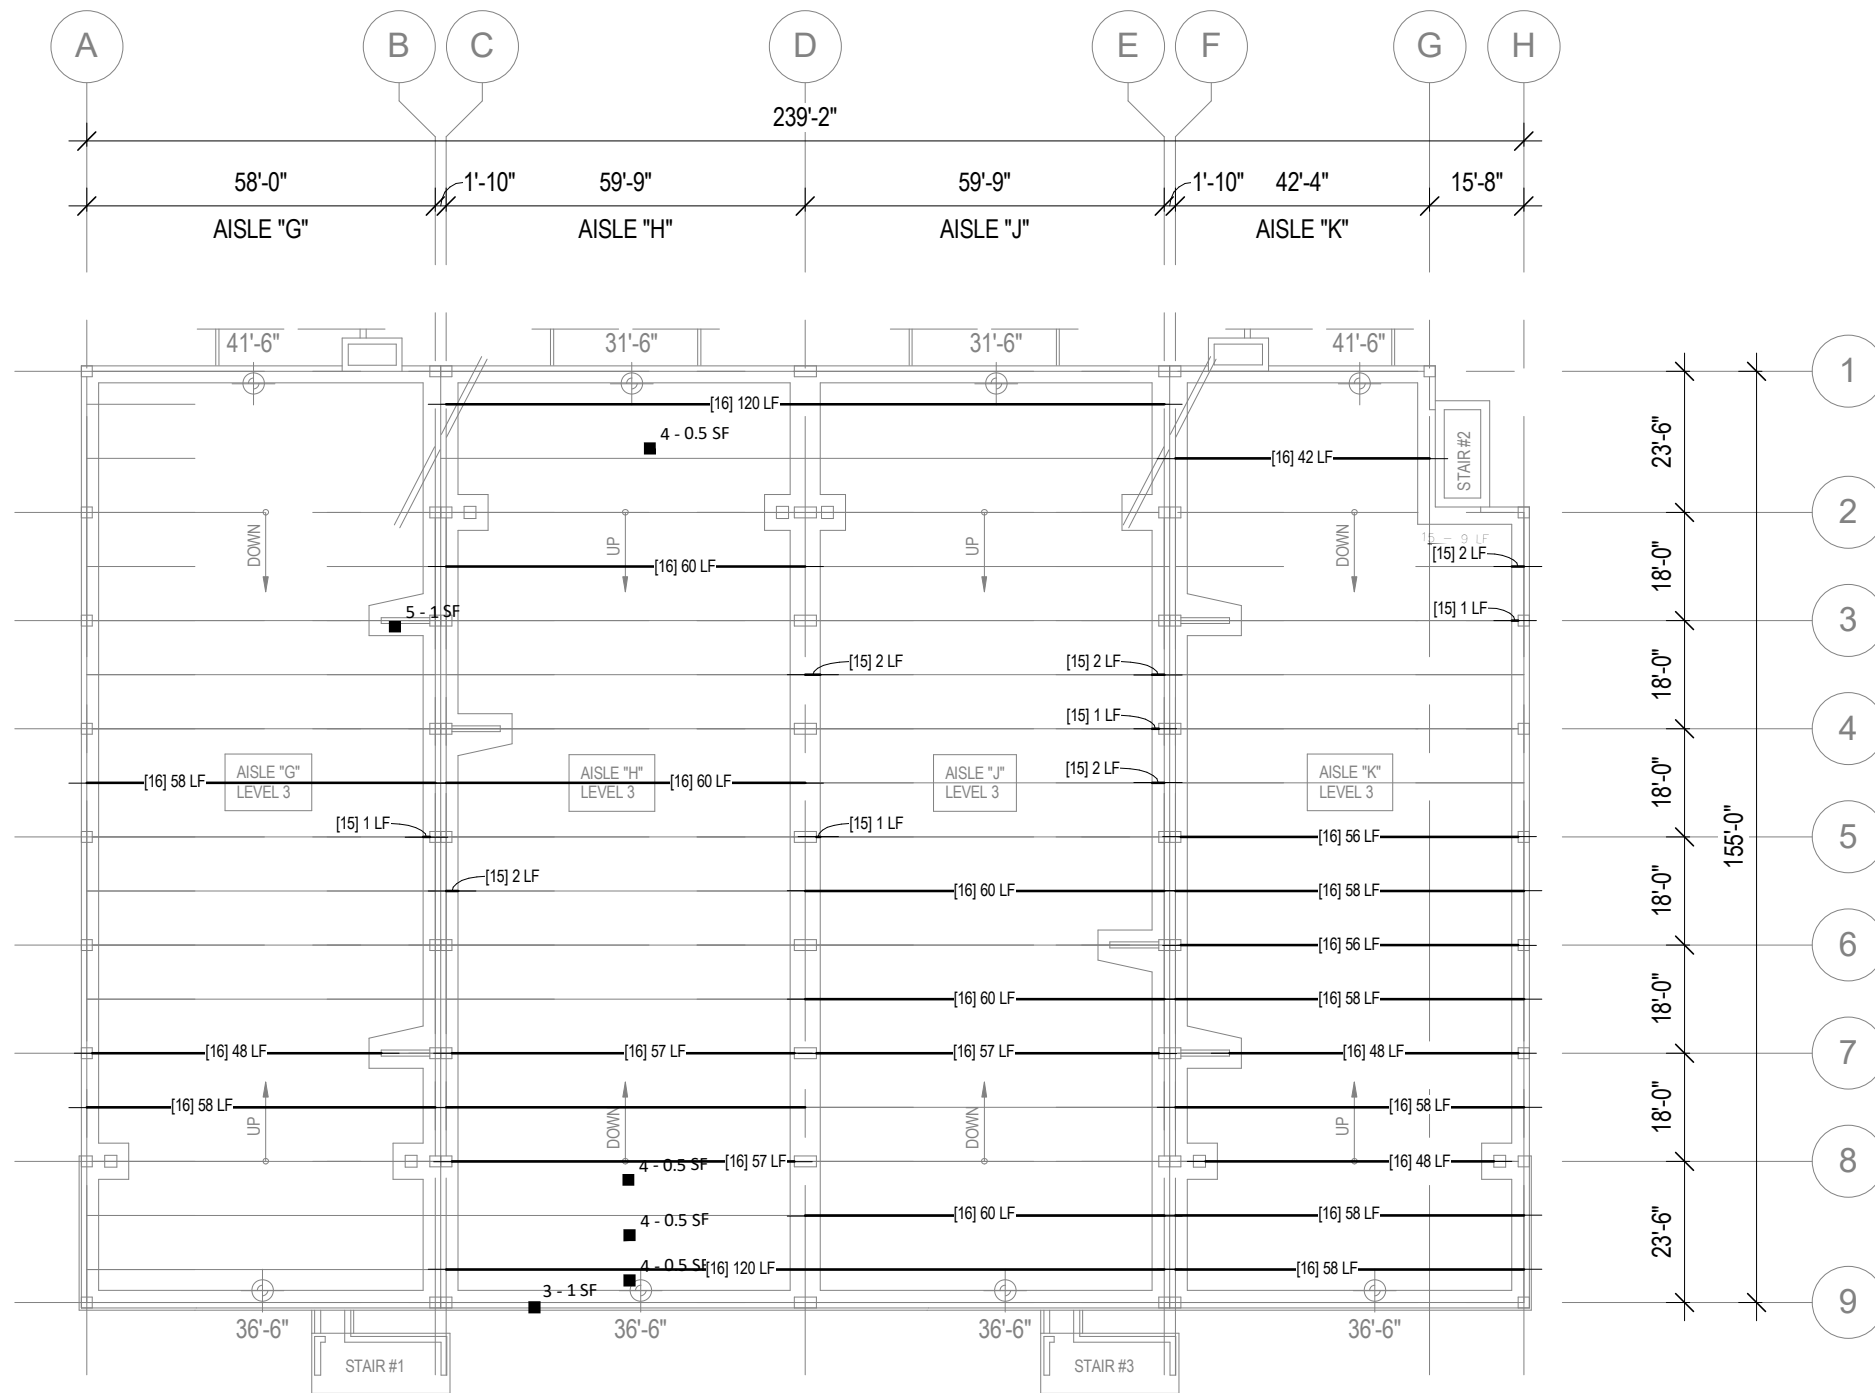 A B C D E F G H
239'-2"
58'-0" 1'-10" 59'-9" 59'-9" 1'-10" 42'-4" 15'-8"
AISLE "G" AISLE "H" AISLE "J" AISLE "K"
41'-6" 31'-6" 31'-6" 41'-6"
1
[16] 120 LF
4 - 0.5 SF
23'-6"
STAIR #2
[16] 42 LF
2
DOWN UP UP DOWN
15 - 9 LF
[15] 2 LF
[16] 60 LF
18'-0"
5 - 1 SF
[15] 1 LF
3
[15] 2 LF [15] 2 LF
18'-0"
[15] 1 LF
4
AISLE "G"
LEVEL 3
AISLE "H"
LEVEL 3
AISLE "J"
LEVEL 3
AISLE "K"
LEVEL 3
[16] 58 LF [16] 60 LF [15] 2 LF
18'-0"
[15] 1 LF [15] 1 LF [16] 56 LF
155'-0"
5
[15] 2 LF [16] 60 LF [16] 58 LF
18'-0"
[16] 56 LF
6
[16] 60 LF [16] 58 LF
18'-0"
[16] 48 LF [16] 57 LF [16] 57 LF [16] 48 LF
7
[16] 58 LF [16] 58 LF
18'-0"
UP DOWN DOWN UP
4 - 0.5 SF [16] 57 LF [16] 48 LF
8
4 - 0.5 SF [16] 60 LF [16] 58 LF
23'-6"
4 - 0.5 SF [16] 120 LF [16] 58 LF
3 - 1 SF
9
36'-6" 36'-6" 36'-6" 36'-6"
STAIR #1 STAIR #3